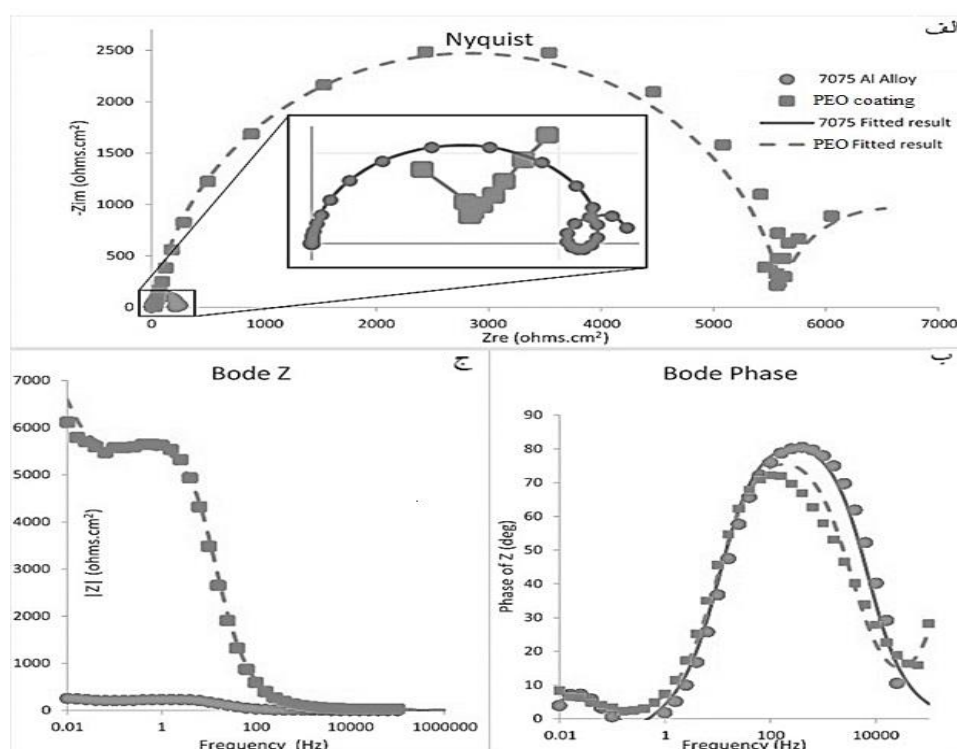 Nyquist
الف
2500
2000
1500
1000
500
0
-Zim (ohms.cm²)
7075 Al Alloy
PEO coating
7075 Fitted result
PEO Fitted result
0 1000 2000 3000 4000 5000 6000 7000
Zre (ohms.cm²)
Bode Z
ج
7000
6000
5000
4000
3000
2000
1000
0
|Z| (ohms.cm²)
0.01 1 100 10000 1000000
Frequency (Hz)
Bode Phase
ب
90
80
70
60
50
40
30
20
10
0
Phase of Z (deg)
0.01 1 100 10000
Frequency (Hz)